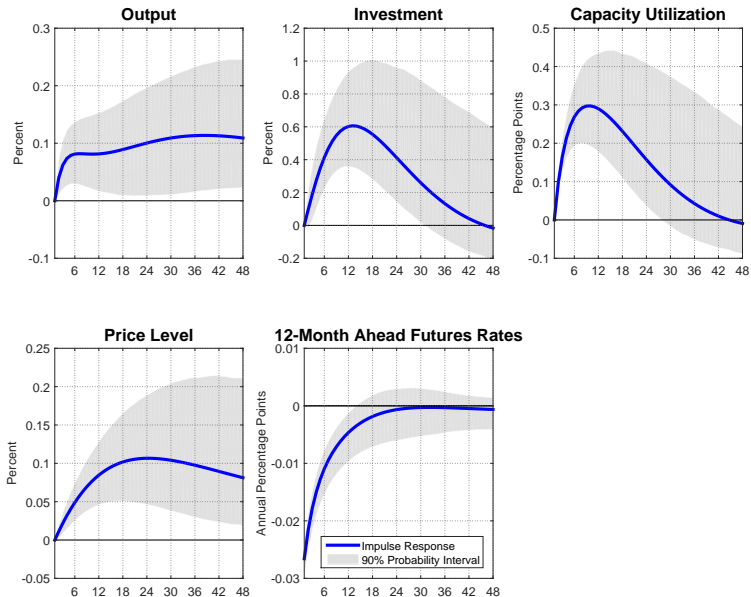 Output
Investment
Capacity Utilization
0.3
0.2
0.1
0
-0.1
Percent
6 12 18 24 30 36 42 48
1.2
1
0.8
0.6
0.4
0.2
0
-0.2
Percent
6 12 18 24 30 36 42 48
0.5
0.4
0.3
0.2
0.1
0
-0.1
Percentage Points
6 12 18 24 30 36 42 48
Price Level
12-Month Ahead Futures Rates
0.25
0.2
0.15
0.1
0.05
0
-0.05
Percent
6 12 18 24 30 36 42 48
0.01
0
-0.01
-0.02
-0.03
Annual Percentage Points
Impulse Response
90% Probability Interval
6 12 18 24 30 36 42 48